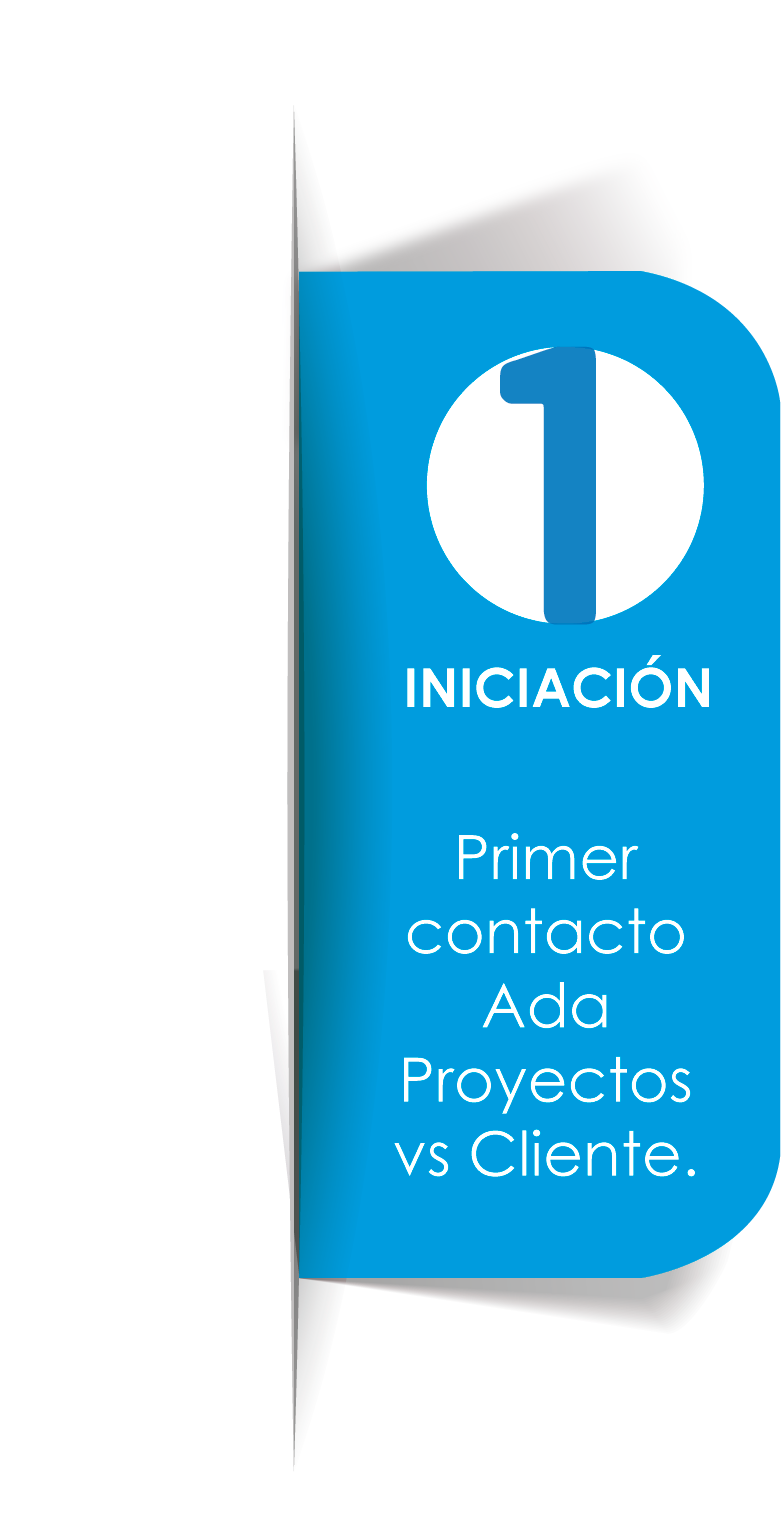 1
INICIACIÓN
Primer
contacto
Ada
Proyectos
vs Cliente.